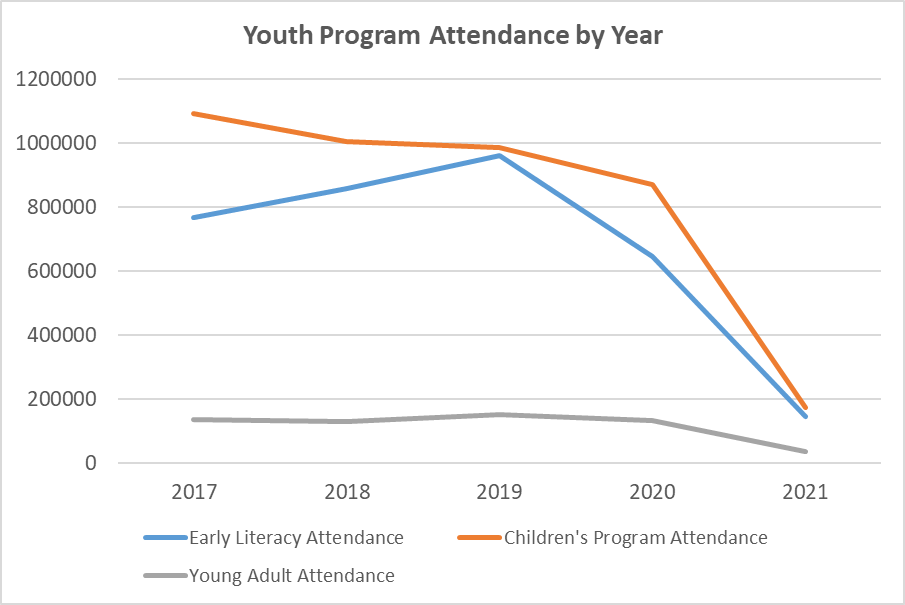 Youth Program Attendance by Year
1200000
1000000
800000
600000
400000
200000
0
2017 2018 2019 2020 2021
Early Literacy Attendance Children's Program Attendance
Young Adult Attendance